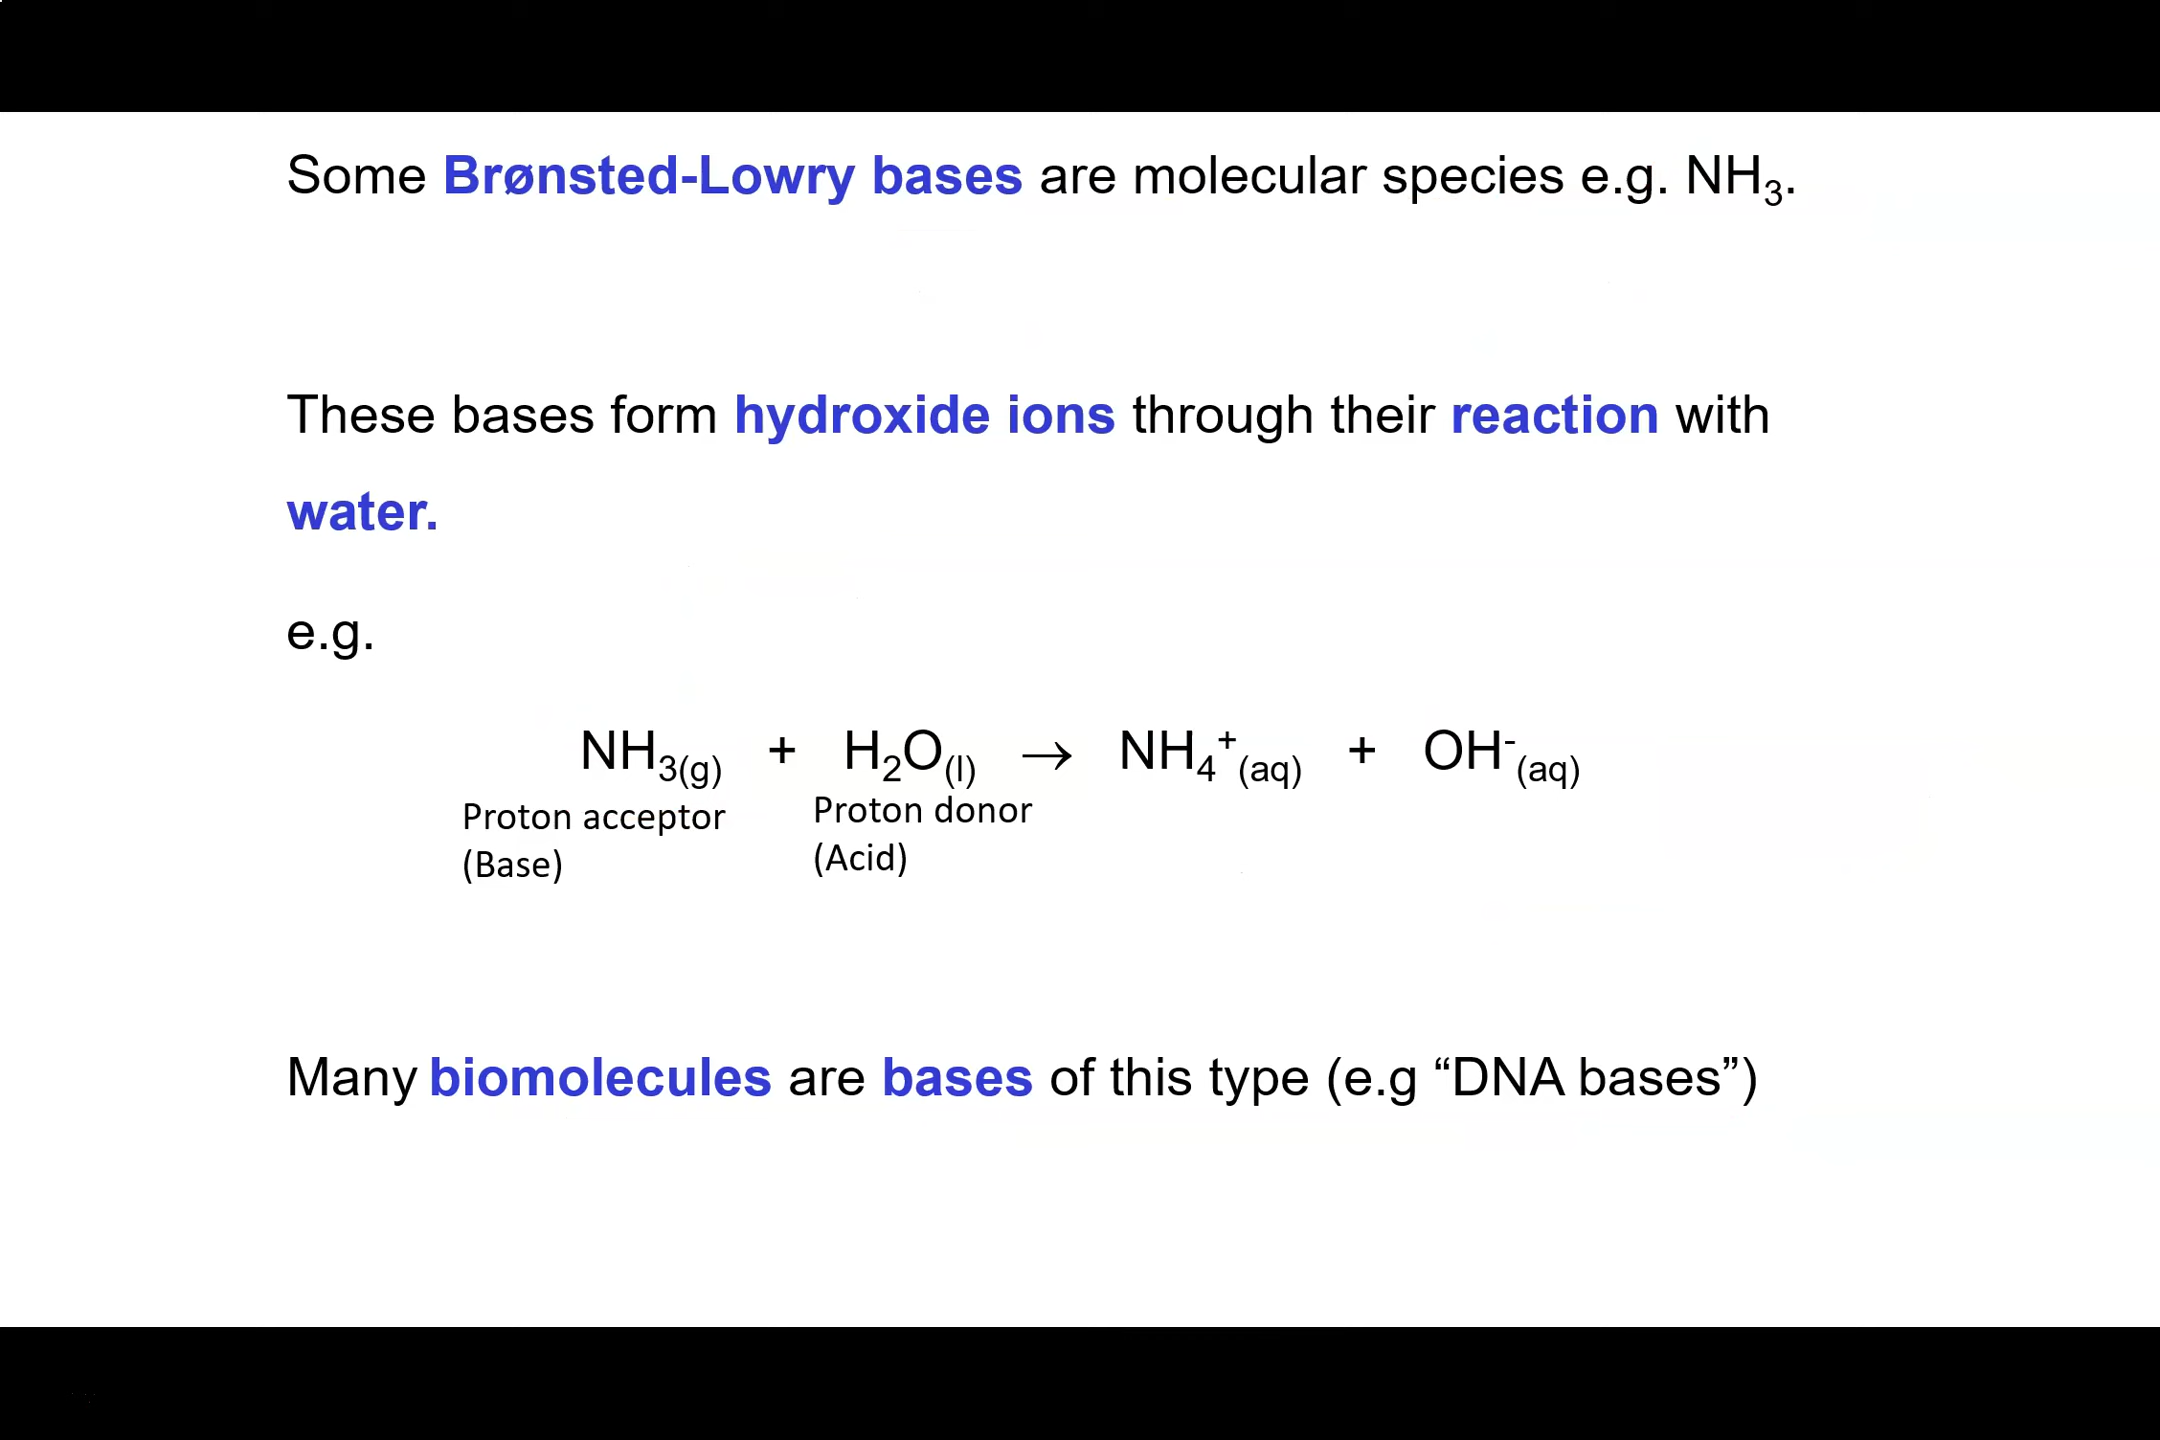 Some Brønsted-Lowry bases are molecular species e.g. NH₃.
These bases form hydroxide ions through their reaction with
water.
e.g.
NH₃(g) + H₂O(l) → NH₄⁺(aq) + OH⁻(aq)
Proton acceptor Proton donor
(Base) (Acid)
Many biomolecules are bases of this type (e.g “DNA bases”)